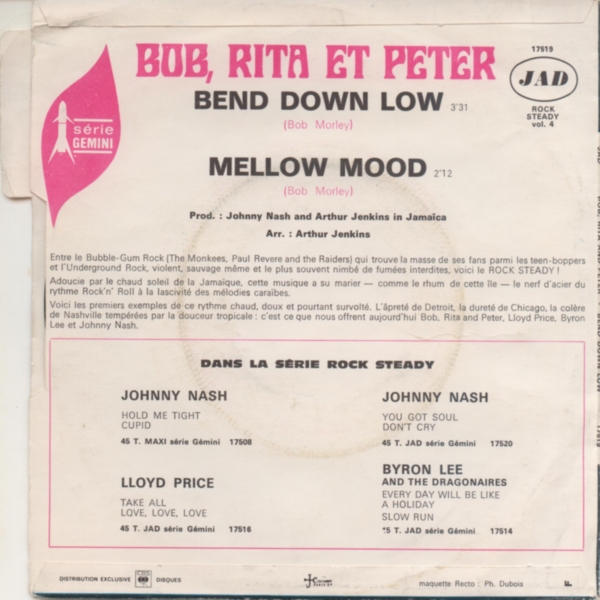 BOB, RITA ET PETER
17519
JAD
ROCK
STEADY
vol. 4
série
GEMINI
BEND DOWN LOW 3'31
(Bob Morley)
MELLOW MOOD 2'12
(Bob Morley)
Prod. : Johnny Nash and Arthur Jenkins in Jamaïca
Arr. : Arthur Jenkins
Entre le Bubble-Gum Rock (The Monkees, Paul Revere and the Raiders) qui trouve la masse de ses fans parmi les teen-boppers
et l'Underground Rock, violent, sauvage même et le plus souvent nimbé de fumées interdites, voici le ROCK STEADY !
Adoucie par le chaud soleil de la Jamaïque, cette musique a su marier — comme le rhum de cette île — le nerf d'acier du
rythme Rock'n' Roll à la lascivité des mélodies caraïbes.
Voici les premiers exemples de ce rythme chaud, doux et pourtant survolté. L'âpreté de Detroit, la dureté de Chicago, la colère
de Nashville tempérées par la douceur tropicale : c'est ce que nous offrent aujourd'hui Bob, Rita and Peter, Lloyd Price, Byron
Lee et Johnny Nash.
DANS LA SÉRIE ROCK STEADY
JOHNNY NASH
HOLD ME TIGHT
CUPID
45 T. MAXI série Gémini 17508
JOHNNY NASH
YOU GOT SOUL
DON'T CRY
45 T. JAD série Gémini 17520
LLOYD PRICE
TAKE ALL
LOVE, LOVE, LOVE
45 T. JAD série Gémini 17516
BYRON LEE
AND THE DRAGONAIRES
EVERY DAY WILL BE LIKE
A HOLIDAY
SLOW RUN
45 T. JAD série Gémini 17514
DISTRIBUTION EXCLUSIVE CBS DISQUES
maquette Recto : Ph. Dubois